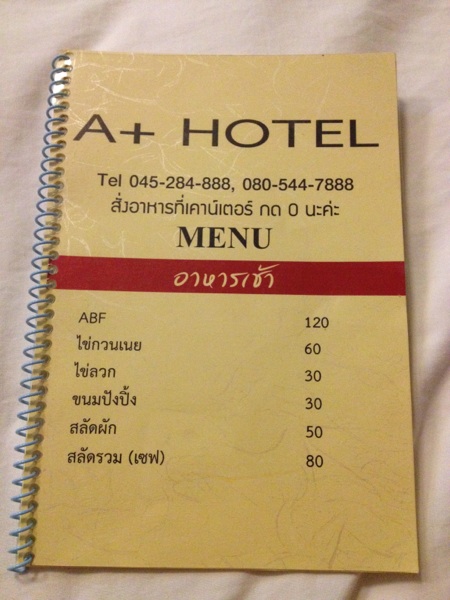 A+ HOTEL
Tel 045-284-888, 080-544-7888
สั่งอาหารที่เคาน์เตอร์ กด 0 นะค่ะ
MENU
อาหารเช้า
ABF 120
ไข่กวนเนย 60
ไข่ลวก 30
ขนมปังปิ้ง 30
สลัดผัก 50
สลัดรวม (เซฟ) 80